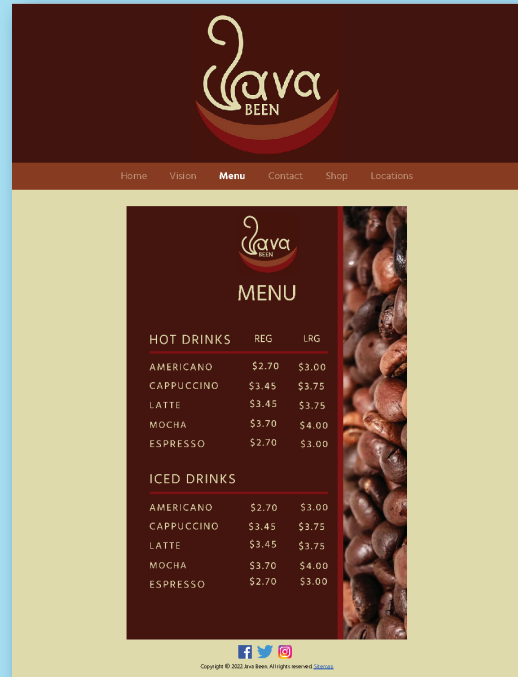 Java
BEEN
Home Vision Menu Contact Shop Locations
Java
BEEN
MENU
HOT DRINKS REG LRG
AMERICANO $2.70 $3.00
CAPPUCCINO $3.45 $3.75
LATTE $3.45 $3.75
MOCHA $3.70 $4.00
ESPRESSO $2.70 $3.00
ICED DRINKS
AMERICANO $2.70 $3.00
CAPPUCCINO $3.45 $3.75
LATTE $3.45 $3.75
MOCHA $3.70 $4.00
ESPRESSO $2.70 $3.00
Copyright © 2022 Java Been. All rights reserved. Sitemap